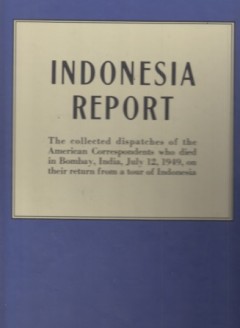 INDONESIA
REPORT
The collected dispatches of the
American Correspondents who died
in Bombay, India, July 12, 1949, on
their return from a tour of Indonesia